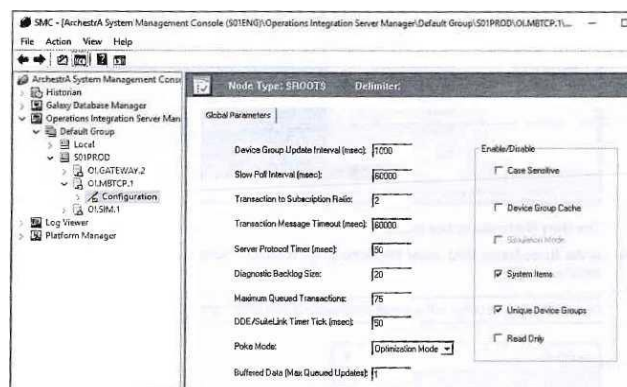 SMC - [ArchestrA System Management Console (S01ENG)\Operations Integration Server Manager\Default Group\S01PROD\OI.MBTCP.1\...
File Action View Help
ArchestrA System Management Conso
Historian
Galaxy Database Manager
Operations Integration Server Man
Default Group
Local
S01PROD
OI.GATEWAY.2
OI.MBTCP.1
Configuration
OI.SIM.1
Log Viewer
Platform Manager
Node Type: $ROOT$ Delimiter:
Global Parameters
Device Group Update Interval (msec): 1000
Slow Poll Interval (msec): 60000
Transaction to Subscription Ratio: 2
Transaction Message Timeout (msec): 60000
Server Protocol Timer (msec): 50
Diagnostic Backlog Size: 20
Maximum Queued Transactions: 75
DDE/SuiteLink Timer Tick (msec): 50
Poke Mode: Optimization Mode
Buffered Data (Max Queued Updates): 1
Enable/Disable
Case Sensitive
Device Group Cache
Simulation Mode
System Items
Unique Device Groups
Read Only